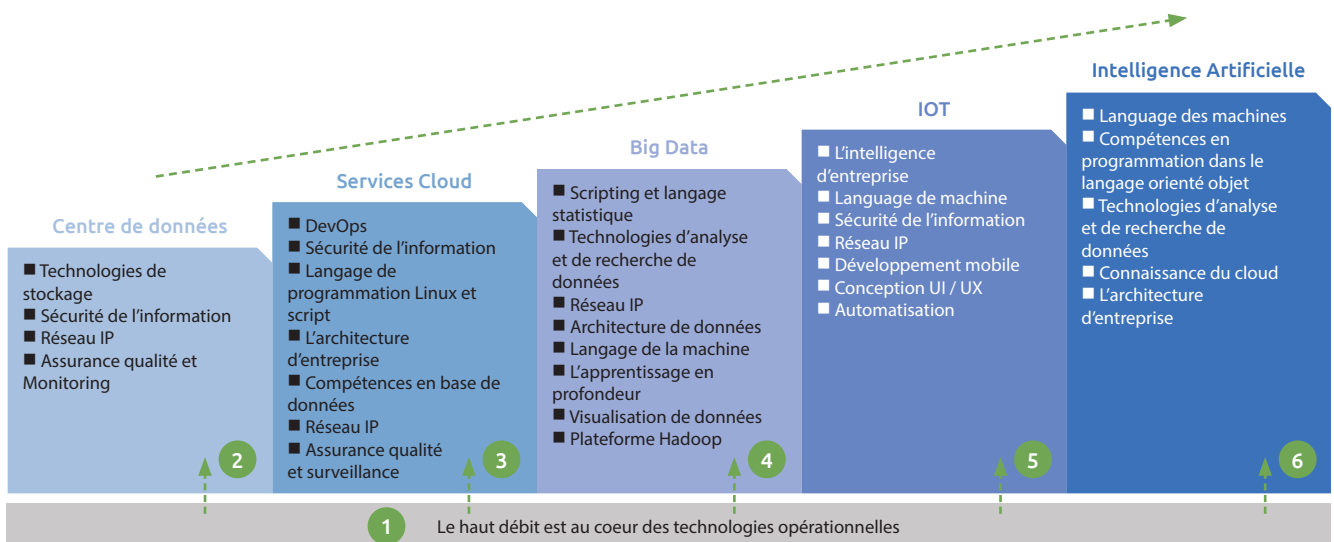 Centre de données
■ Technologies de
stockage
■ Sécurité de l'information
■ Réseau IP
■ Assurance qualité et
Monitoring
2
Services Cloud
■ DevOps
■ Sécurité de l'information
■ Langage de
programmation Linux et
script
■ L'architecture
d'entreprise
■ Compétences en base de
données
■ Réseau IP
■ Assurance qualité
et surveillance
3
Big Data
■ Scripting et langage
statistique
■ Technologies d'analyse
et de recherche de
données
■ Réseau IP
■ Architecture de données
■ Langage de la machine
■ L'apprentissage en
profondeur
■ Visualisation de données
■ Plateforme Hadoop
4
IOT
■ L'intelligence
d'entreprise
■ Language de machine
■ Sécurité de l'information
■ Réseau IP
■ Développement mobile
■ Conception UI / UX
■ Automatisation
5
Intelligence Artificielle
■ Language des machines
■ Compétences en
programmation dans le
langage orienté objet
■ Technologies d'analyse
et de recherche de
données
■ Connaissance du cloud
■ L'architecture
d'entreprise
6
1 Le haut débit est au coeur des technologies opérationnelles